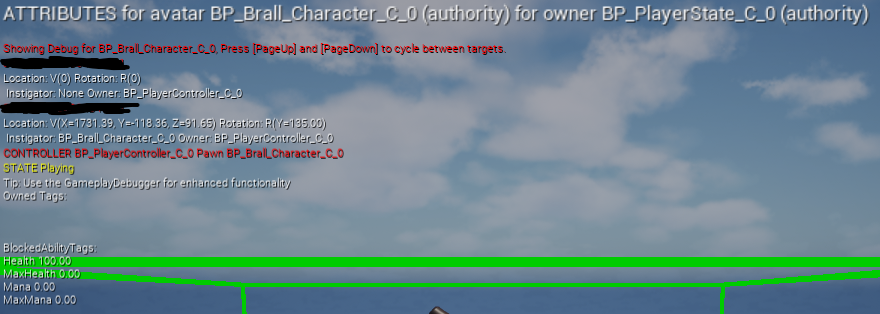 ATTRIBUTES for avatar BP_Brall_Character_C_0 (authority) for owner BP_PlayerState_C_0 (authority)
Showing Debug for BP_Brall_Character_C_0, Press [PageUp] and [PageDown] to cycle between targets.
Location: V(0) Rotation: R(0)
Instigator: None Owner: BP_PlayerController_C_0
Location: V(X=1731.39, Y=-118.36, Z=91.65) Rotation: R(Y=135.00)
Instigator: BP_Brall_Character_C_0 Owner: BP_PlayerController_C_0
CONTROLLER BP_PlayerController_C_0 Pawn BP_Brall_Character_C_0
STATE Playing
Tip: Use the GameplayDebugger for enhanced functionality
Owned Tags:
BlockedAbilityTags:
Health 100.00
MaxHealth 0.00
Mana 0.00
MaxMana 0.00